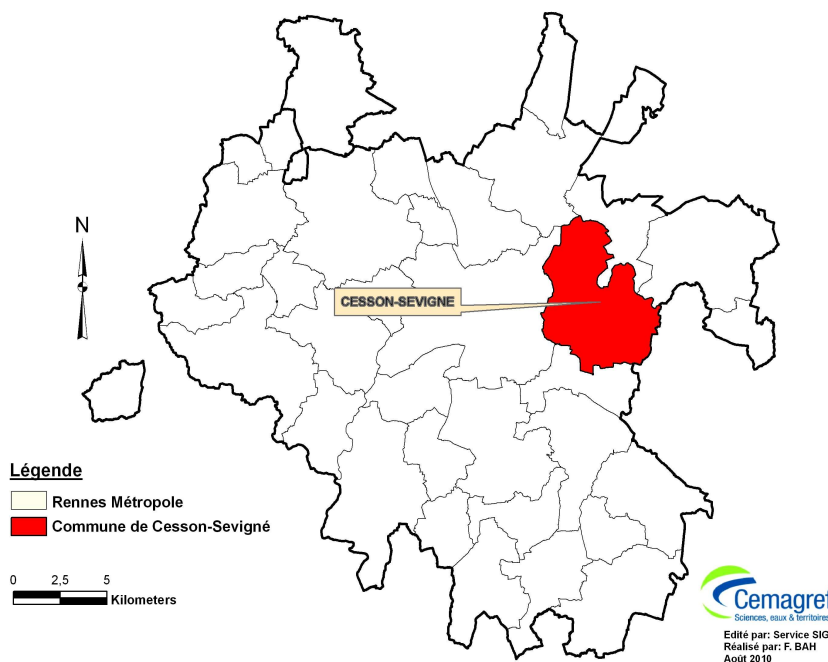 N
CESSON-SEVIGNE
Légende
Rennes Métropole
Commune de Cesson-Sevigné
0 2,5 5
Kilometers
Cemagref
Sciences, eaux & territoires
Edité par: Service SIG
Réalisé par: F. BAH
Août 2010